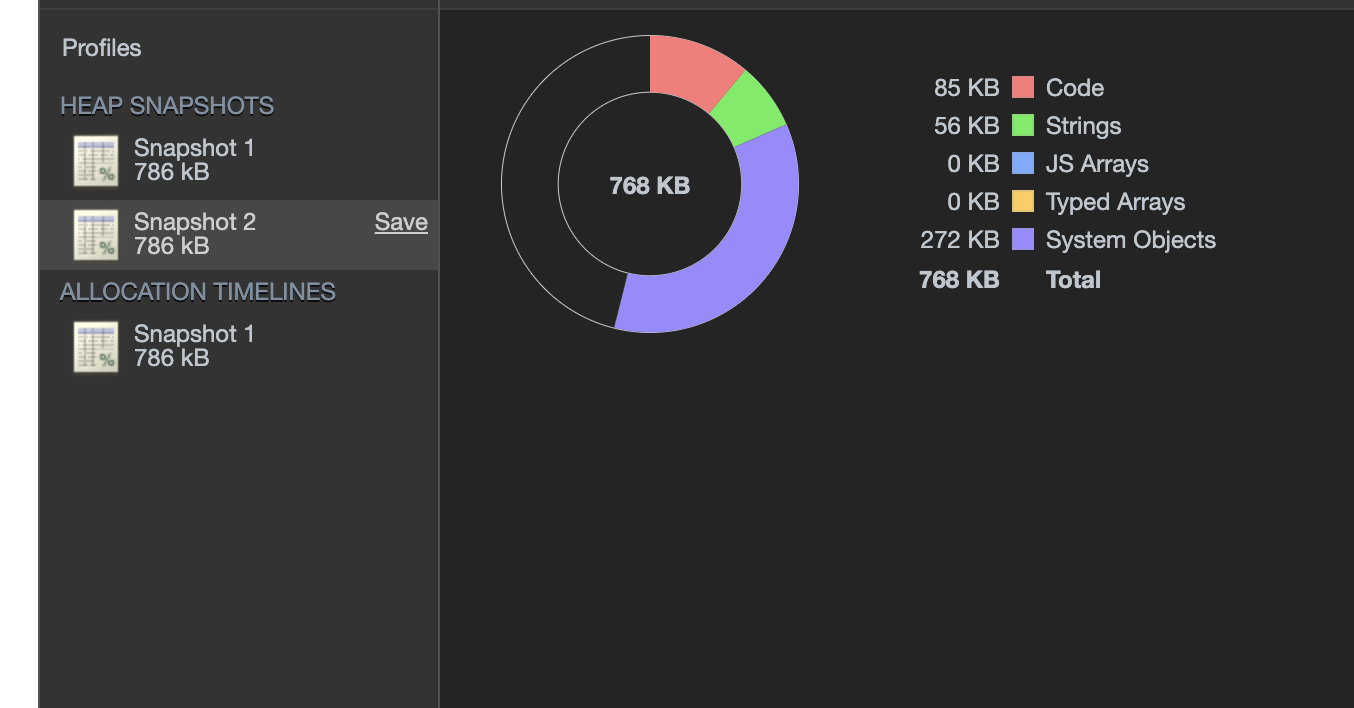 Profiles
HEAP SNAPSHOTS
Snapshot 1
786 kB
Snapshot 2 Save
786 kB
ALLOCATION TIMELINES
Snapshot 1
786 kB
768 KB
85 KB Code
56 KB Strings
0 KB JS Arrays
0 KB Typed Arrays
272 KB System Objects
768 KB Total